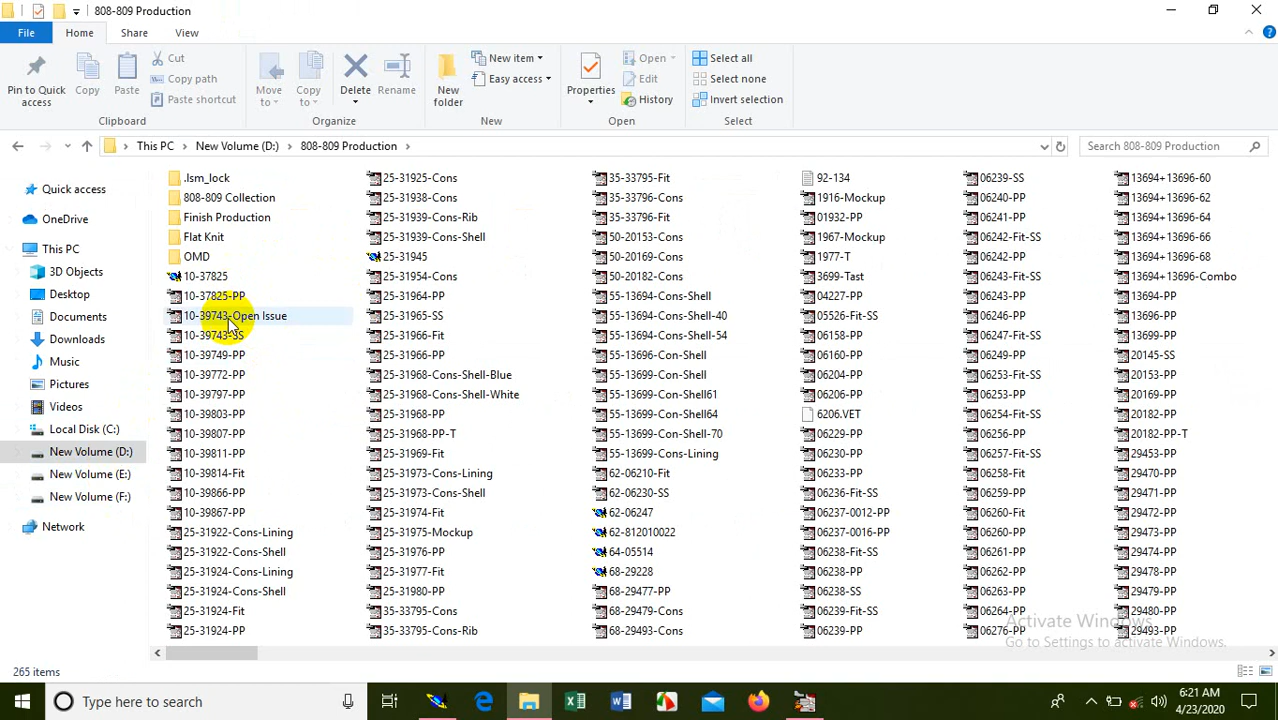 808-809 Production
File
Home
Share
View
Pin to Quick access
Copy
Paste
Cut
Copy path
Paste shortcut
Clipboard
Move to
Copy to
Delete
Rename
Organize
New folder
New item
Easy access
New
Properties
Open
Edit
History
Open
Select all
Select none
Invert selection
Select
This PC
New Volume (D:)
808-809 Production
Search 808-809 Production
Quick access
OneDrive
This PC
3D Objects
Desktop
Documents
Downloads
Music
Pictures
Videos
Local Disk (C:)
New Volume (D:)
New Volume (E:)
New Volume (F:)
Network
.lsm_lock
808-809 Collection
Finish Production
Flat Knit
OMD
10-37825
10-37825-PP
10-39743-Open Issue
10-39743-SS
10-39749-PP
10-39772-PP
10-39797-PP
10-39803-PP
10-39807-PP
10-39811-PP
10-39814-Fit
10-39866-PP
10-39867-PP
25-31922-Cons-Lining
25-31922-Cons-Shell
25-31924-Cons-Lining
25-31924-Cons-Shell
25-31924-Fit
25-31924-PP
25-31925-Cons
25-31938-Cons
25-31939-Cons-Rib
25-31939-Cons-Shell
25-31945
25-31954-Cons
25-31964-PP
25-31965-SS
25-31966-Fit
25-31966-PP
25-31968-Cons-Shell-Blue
25-31968-Cons-Shell-White
25-31968-PP
25-31968-PP-T
25-31969-Fit
25-31973-Cons-Lining
25-31973-Cons-Shell
25-31974-Fit
25-31975-Mockup
25-31976-PP
25-31977-Fit
25-31980-PP
35-33795-Cons
35-33795-Cons-Rib
35-33795-Fit
35-33796-Cons
35-33796-Fit
50-20153-Cons
50-20169-Cons
50-20182-Cons
55-13694-Cons-Shell
55-13694-Cons-Shell-40
55-13694-Cons-Shell-54
55-13696-Con-Shell
55-13699-Con-Shell
55-13699-Con-Shell61
55-13699-Con-Shell64
55-13699-Con-Shell-70
55-13699-Cons-Lining
62-06210-Fit
62-06230-SS
62-06247
62-812010022
64-05514
68-29228
68-29477-PP
68-29479-Cons
68-29493-Cons
92-134
1916-Mockup
01932-PP
1967-Mockup
1977-T
3699-Tast
04227-PP
05526-Fit-SS
06158-PP
06160-PP
06204-PP
06206-PP
6206.VET
06229-PP
06230-PP
06233-PP
06236-Fit-SS
06237-0012-PP
06237-0016-PP
06238-Fit-SS
06238-PP
06238-SS
06239-Fit-SS
06239-PP
06239-SS
06240-PP
06241-PP
06242-Fit-SS
06242-PP
06243-Fit-SS
06243-PP
06246-PP
06249-PP
06253-Fit-SS
06253-PP
06254-Fit-SS
06256-PP
06257-Fit-SS
06258-Fit
06259-PP
06260-Fit
06260-PP
06261-PP
06262-PP
06263-PP
06264-PP
06276-PP
13694+13696-60
13694+13696-62
13694+13696-64
13694+13696-66
13694+13696-68
13694+13696-Combo
13694-PP
13696-PP
13699-PP
20145-SS
20153-PP
20169-PP
20182-PP
20182-PP-T
29453-PP
29470-PP
29471-PP
29472-PP
29473-PP
29474-PP
29478-PP
29479-PP
29480-PP
29493-PP
Activate Windows
Go to Settings to activate Windows.
265 items
Type here to search
6:21 AM
4/23/2020